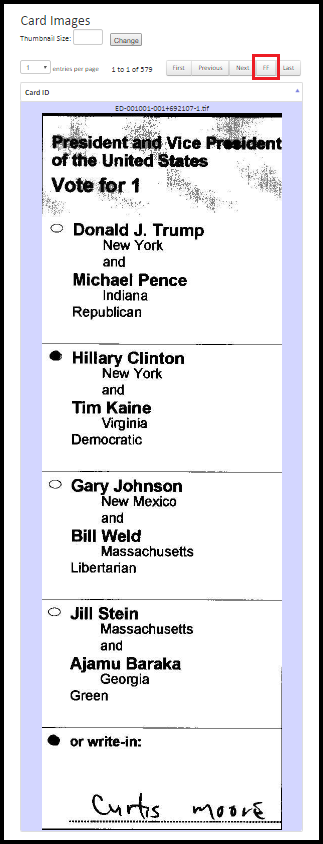 Card Images
Thumbnail Size: Change
1 entries per page 1 to 1 of 579 First Previous Next FF Last
Card ID
ED-001001-001+692107-1.tif
President and Vice President
of the United States
Vote for 1
Donald J. Trump
New York
and
Michael Pence
Indiana
Republican
Hillary Clinton
New York
and
Tim Kaine
Virginia
Democratic
Gary Johnson
New Mexico
and
Bill Weld
Massachusetts
Libertarian
Jill Stein
Massachusetts
and
Ajamu Baraka
Georgia
Green
or write-in:
Curtis moore